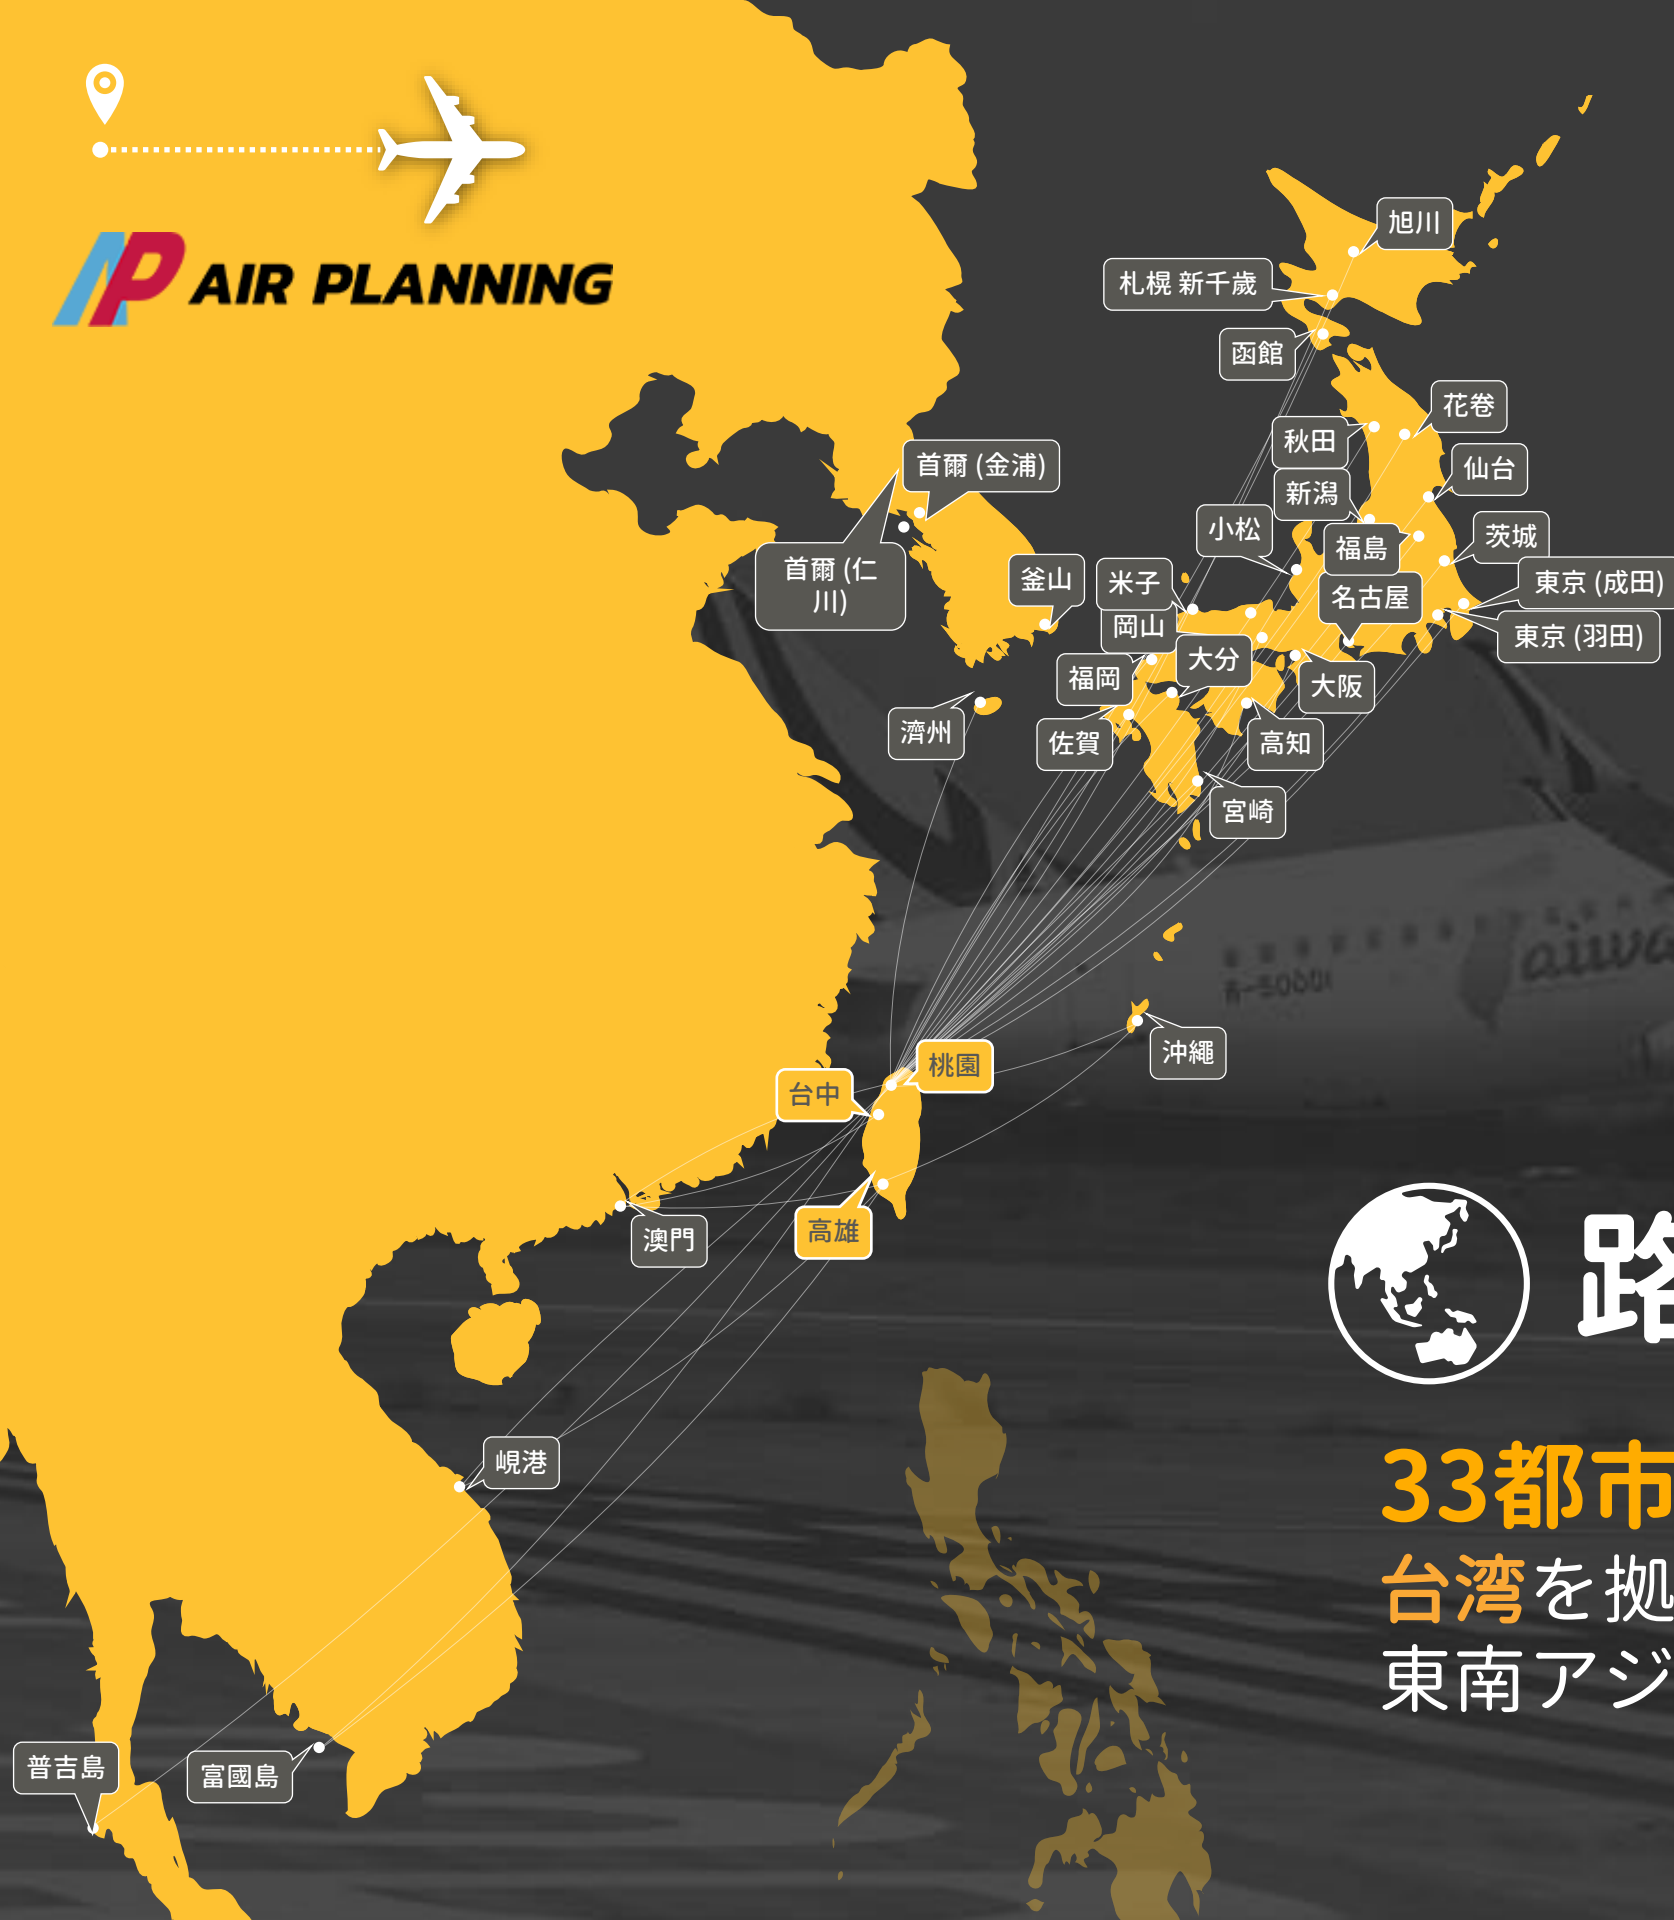 AIR PLANNING
旭川
札幌 新千歳
函館
花卷
秋田
首爾 (金浦)
仙台
新潟
小松
茨城
福島
首爾 (仁
川)
釜山
米子
東京 (成田)
名古屋
岡山
東京 (羽田)
大分
福岡
大阪
濟州
佐賀
高知
宮崎
沖繩
桃園
台中
高雄
澳門
路
33都市
峴港
台湾を拠
東南アジ
普吉島
富國島